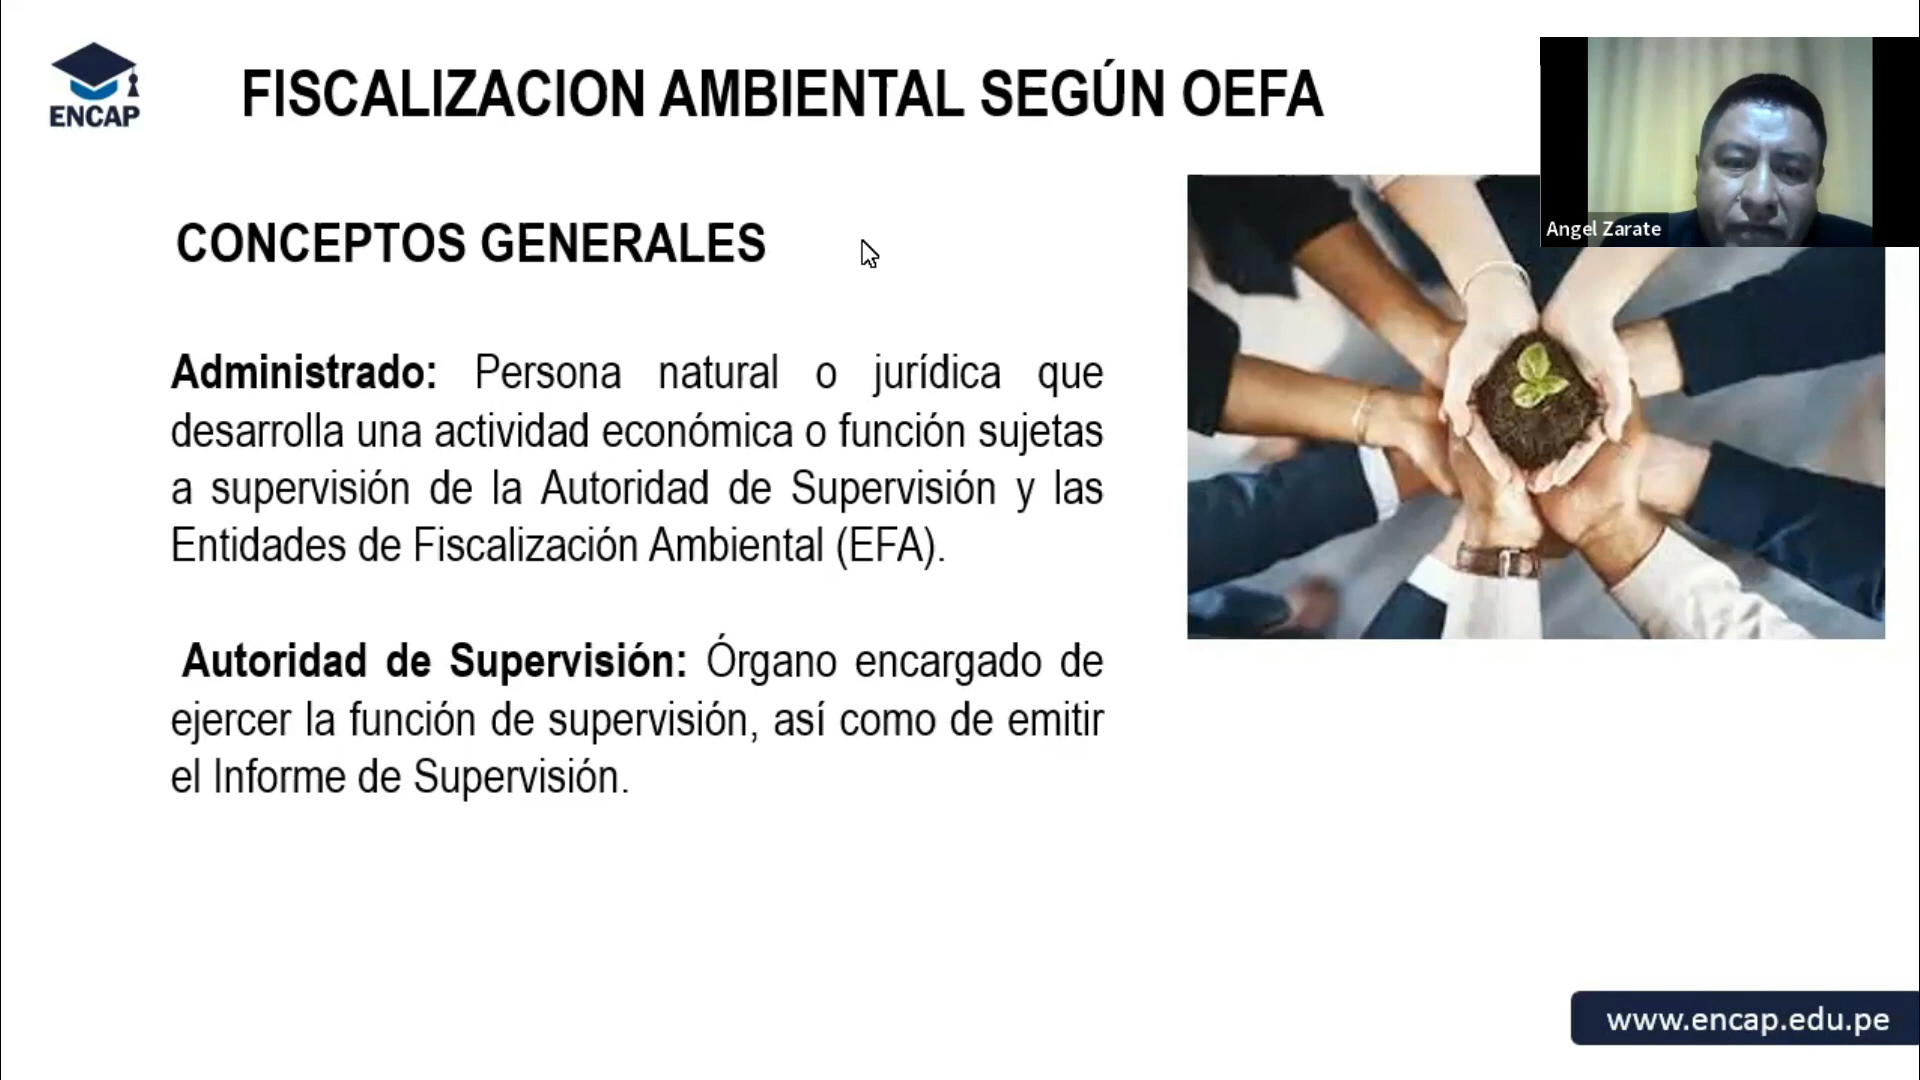 ENCAP
FISCALIZACION AMBIENTAL SEGÚN OEFA
Angel Zarate
CONCEPTOS GENERALES
Administrado: Persona natural o jurídica que
desarrolla una actividad económica o función sujetas
a supervisión de la Autoridad de Supervisión y las
Entidades de Fiscalización Ambiental (EFA).
Autoridad de Supervisión: Órgano encargado de
ejercer la función de supervisión, así como de emitir
el Informe de Supervisión.
www.encap.edu.pe